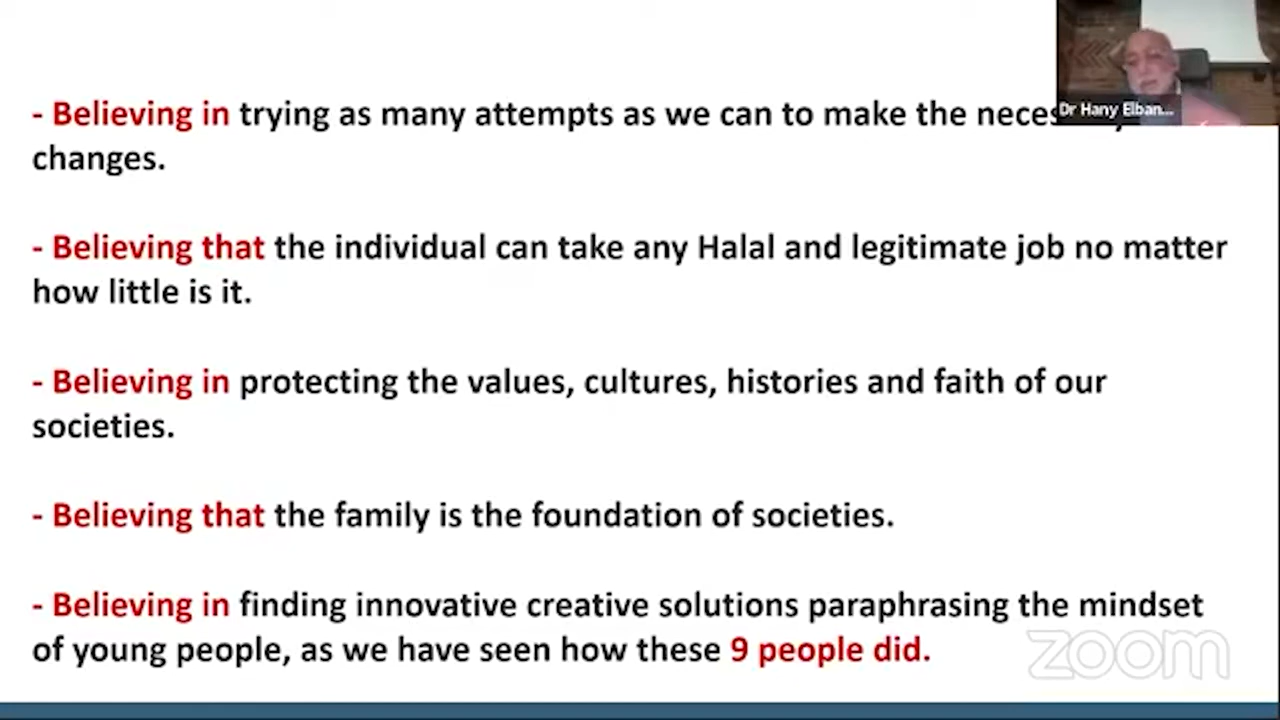 - Believing in trying as many attempts as we can to make the
changes.
- Believing that the individual can take any Halal and legitimate job no matter
how little is it.
- Believing in protecting the values, cultures, histories and faith of our
societies.
- Believing that the family is the foundation of societies.
- Believing in finding innovative creative solutions paraphrasing the mindset
of young people, as we have seen how these 9 people did.
Dr Hany Elban...
zoom